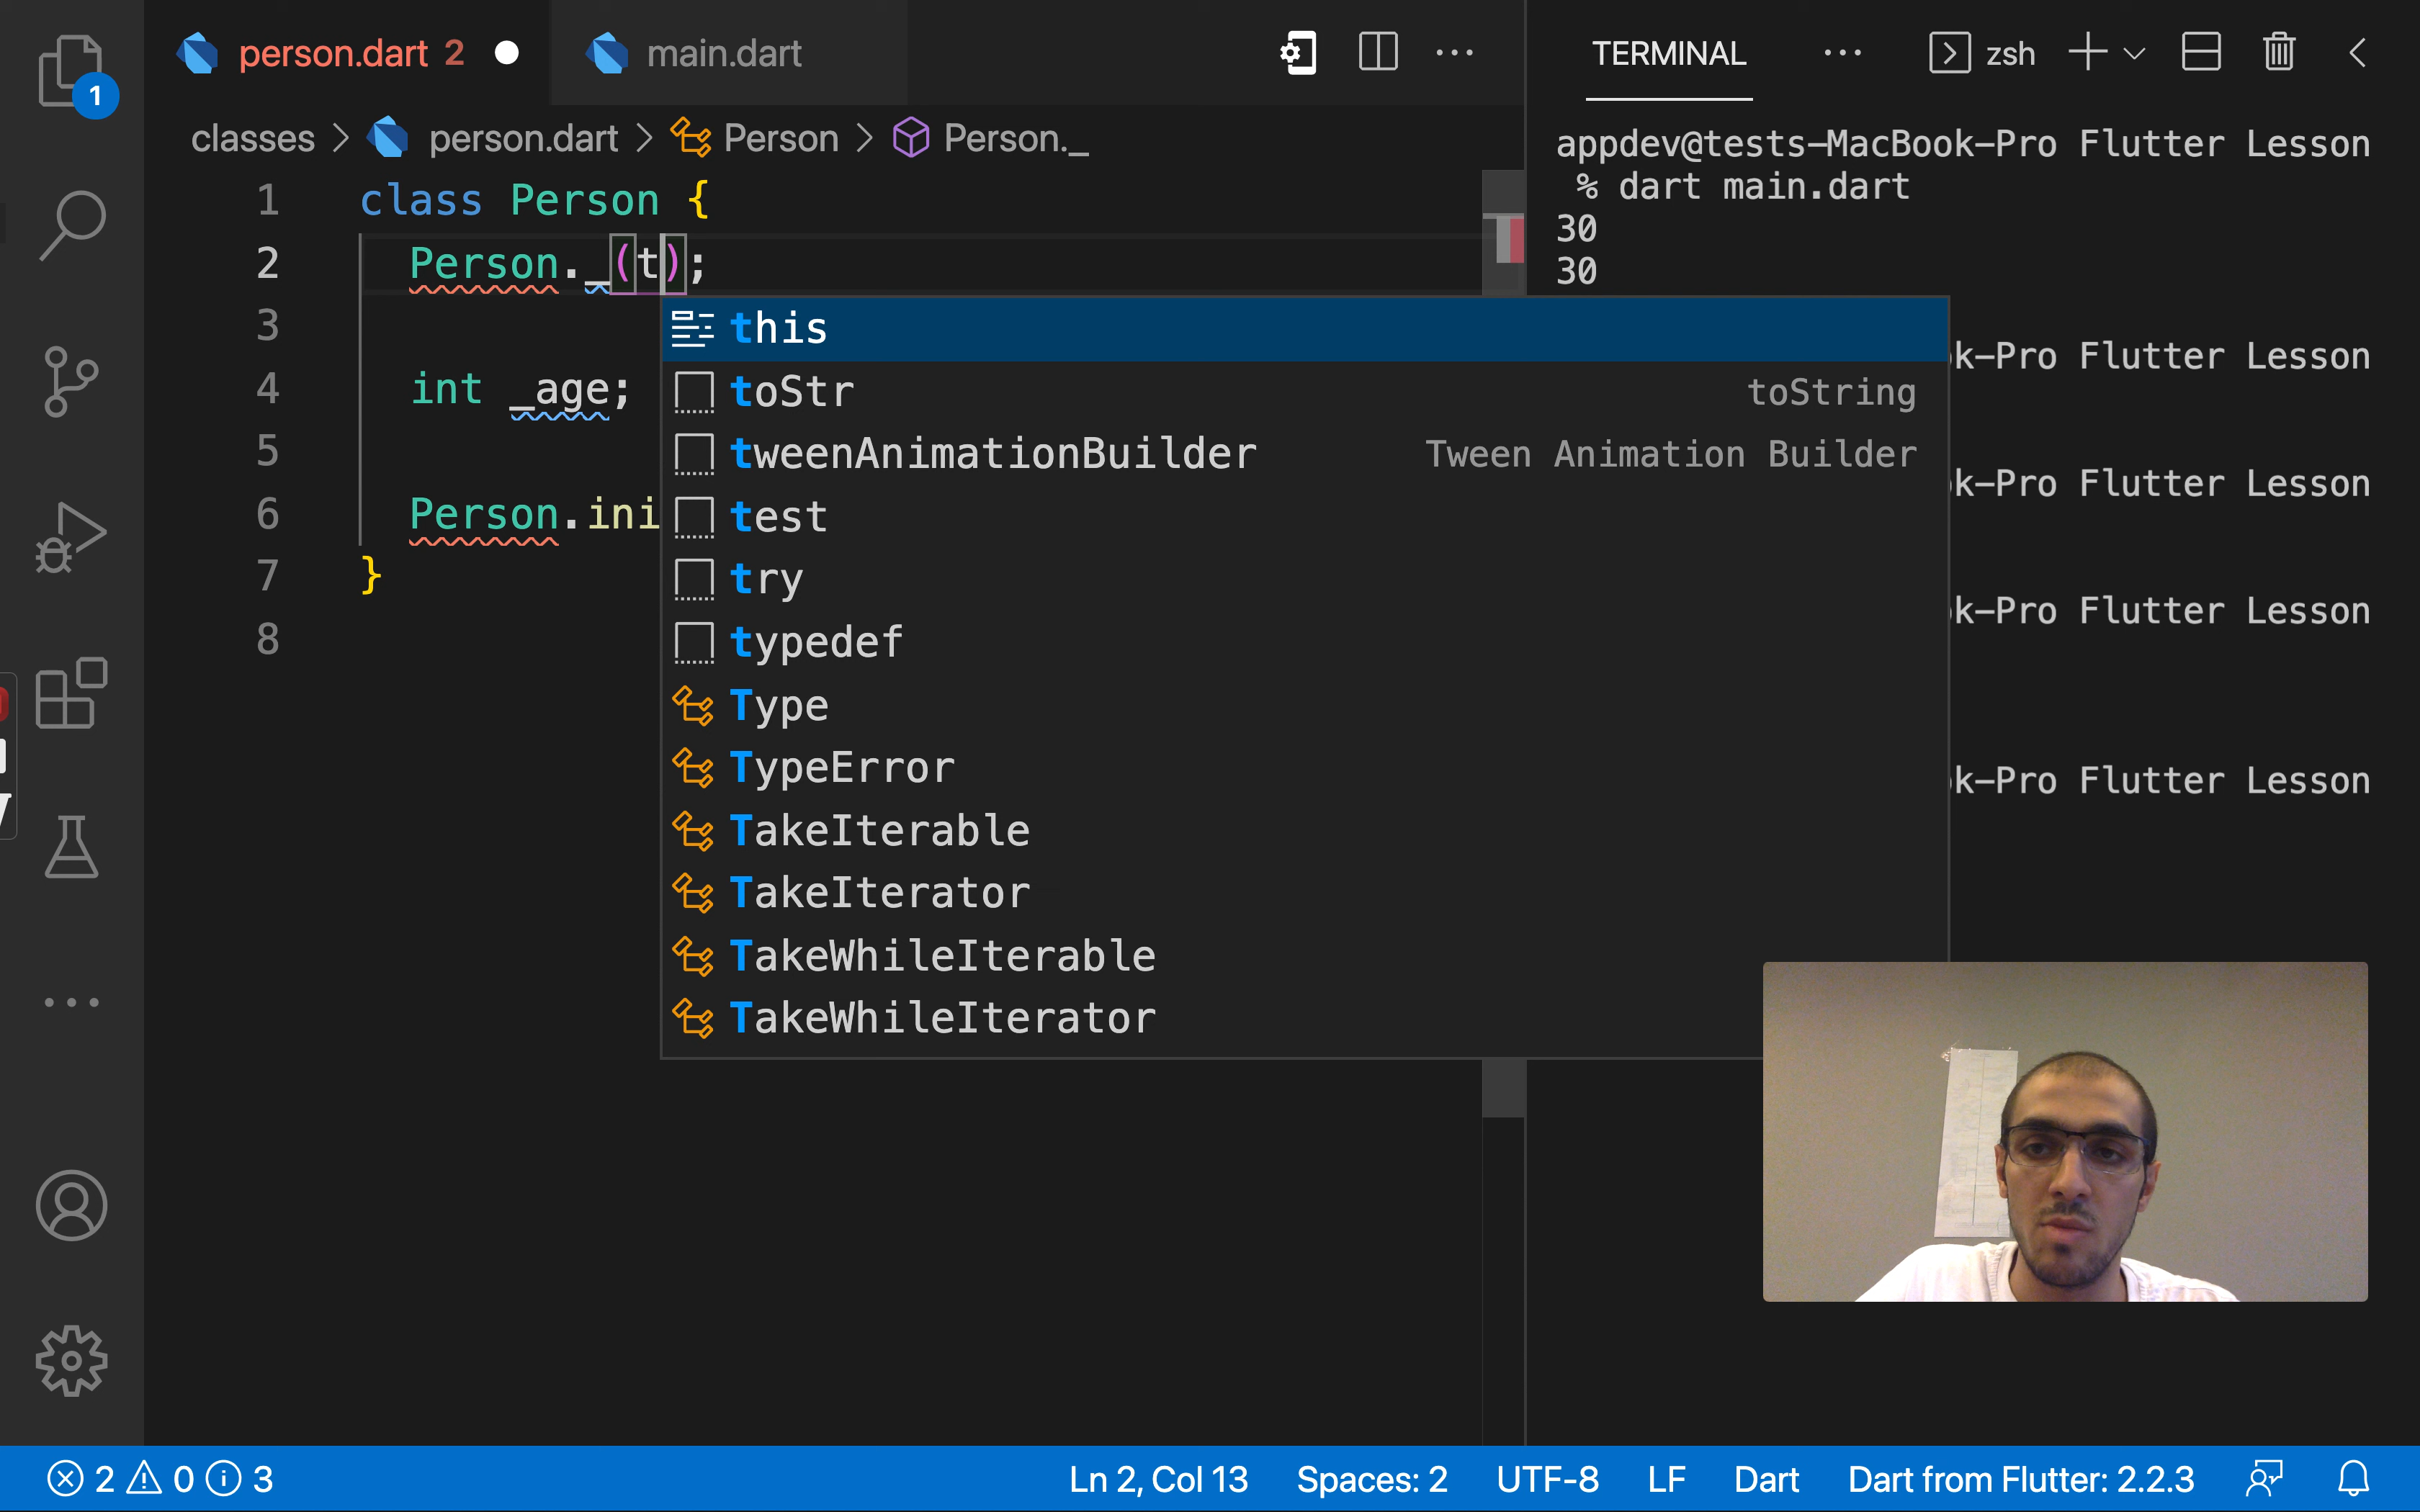 1
person.dart 2
main.dart
classes > person.dart > Person > Person._
1 class Person {
2 Person._(t);
3
4 int _age;
5
6 Person.ini
7 }
8
this
toStr toString
tweenAnimationBuilder Tween Animation Builder
test
try
typedef
Type
TypeError
TakeIterable
TakeIterator
TakeWhileIterable
TakeWhileIterator
TERMINAL
zsh
appdev@tests-MacBook-Pro Flutter Lesson
% dart main.dart
30
30
k-Pro Flutter Lesson
k-Pro Flutter Lesson
k-Pro Flutter Lesson
k-Pro Flutter Lesson
2 0 3
Ln 2, Col 13
Spaces: 2
UTF-8
LF
Dart
Dart from Flutter: 2.2.3